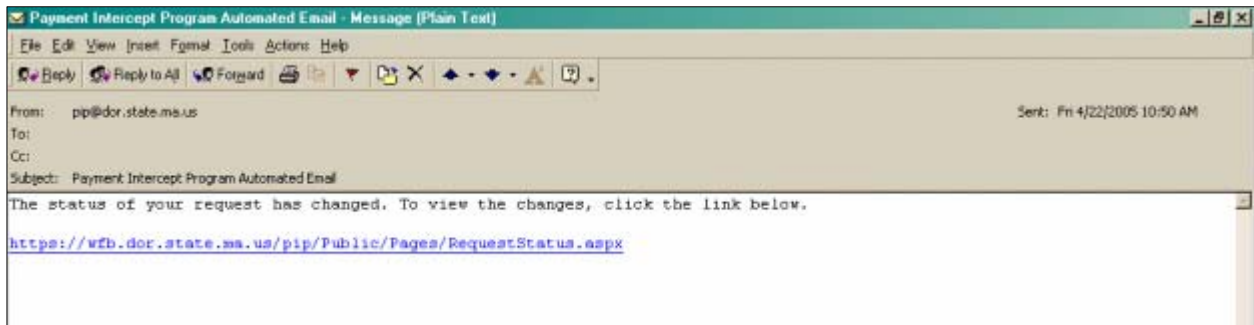 Payment Intercept Program Automated Email - Message (Plain Text)
File Edit View Insert Format Tools Actions Help
Reply Reply to All Forward
From: pip@dor.state.ma.us Sent: Fri 4/22/2005 10:50 AM
To:
Cc:
Subject: Payment Intercept Program Automated Email
The status of your request has changed. To view the changes, click the link below.
https://wfb.dor.state.ma.us/pip/Public/Pages/RequestStatus.aspx